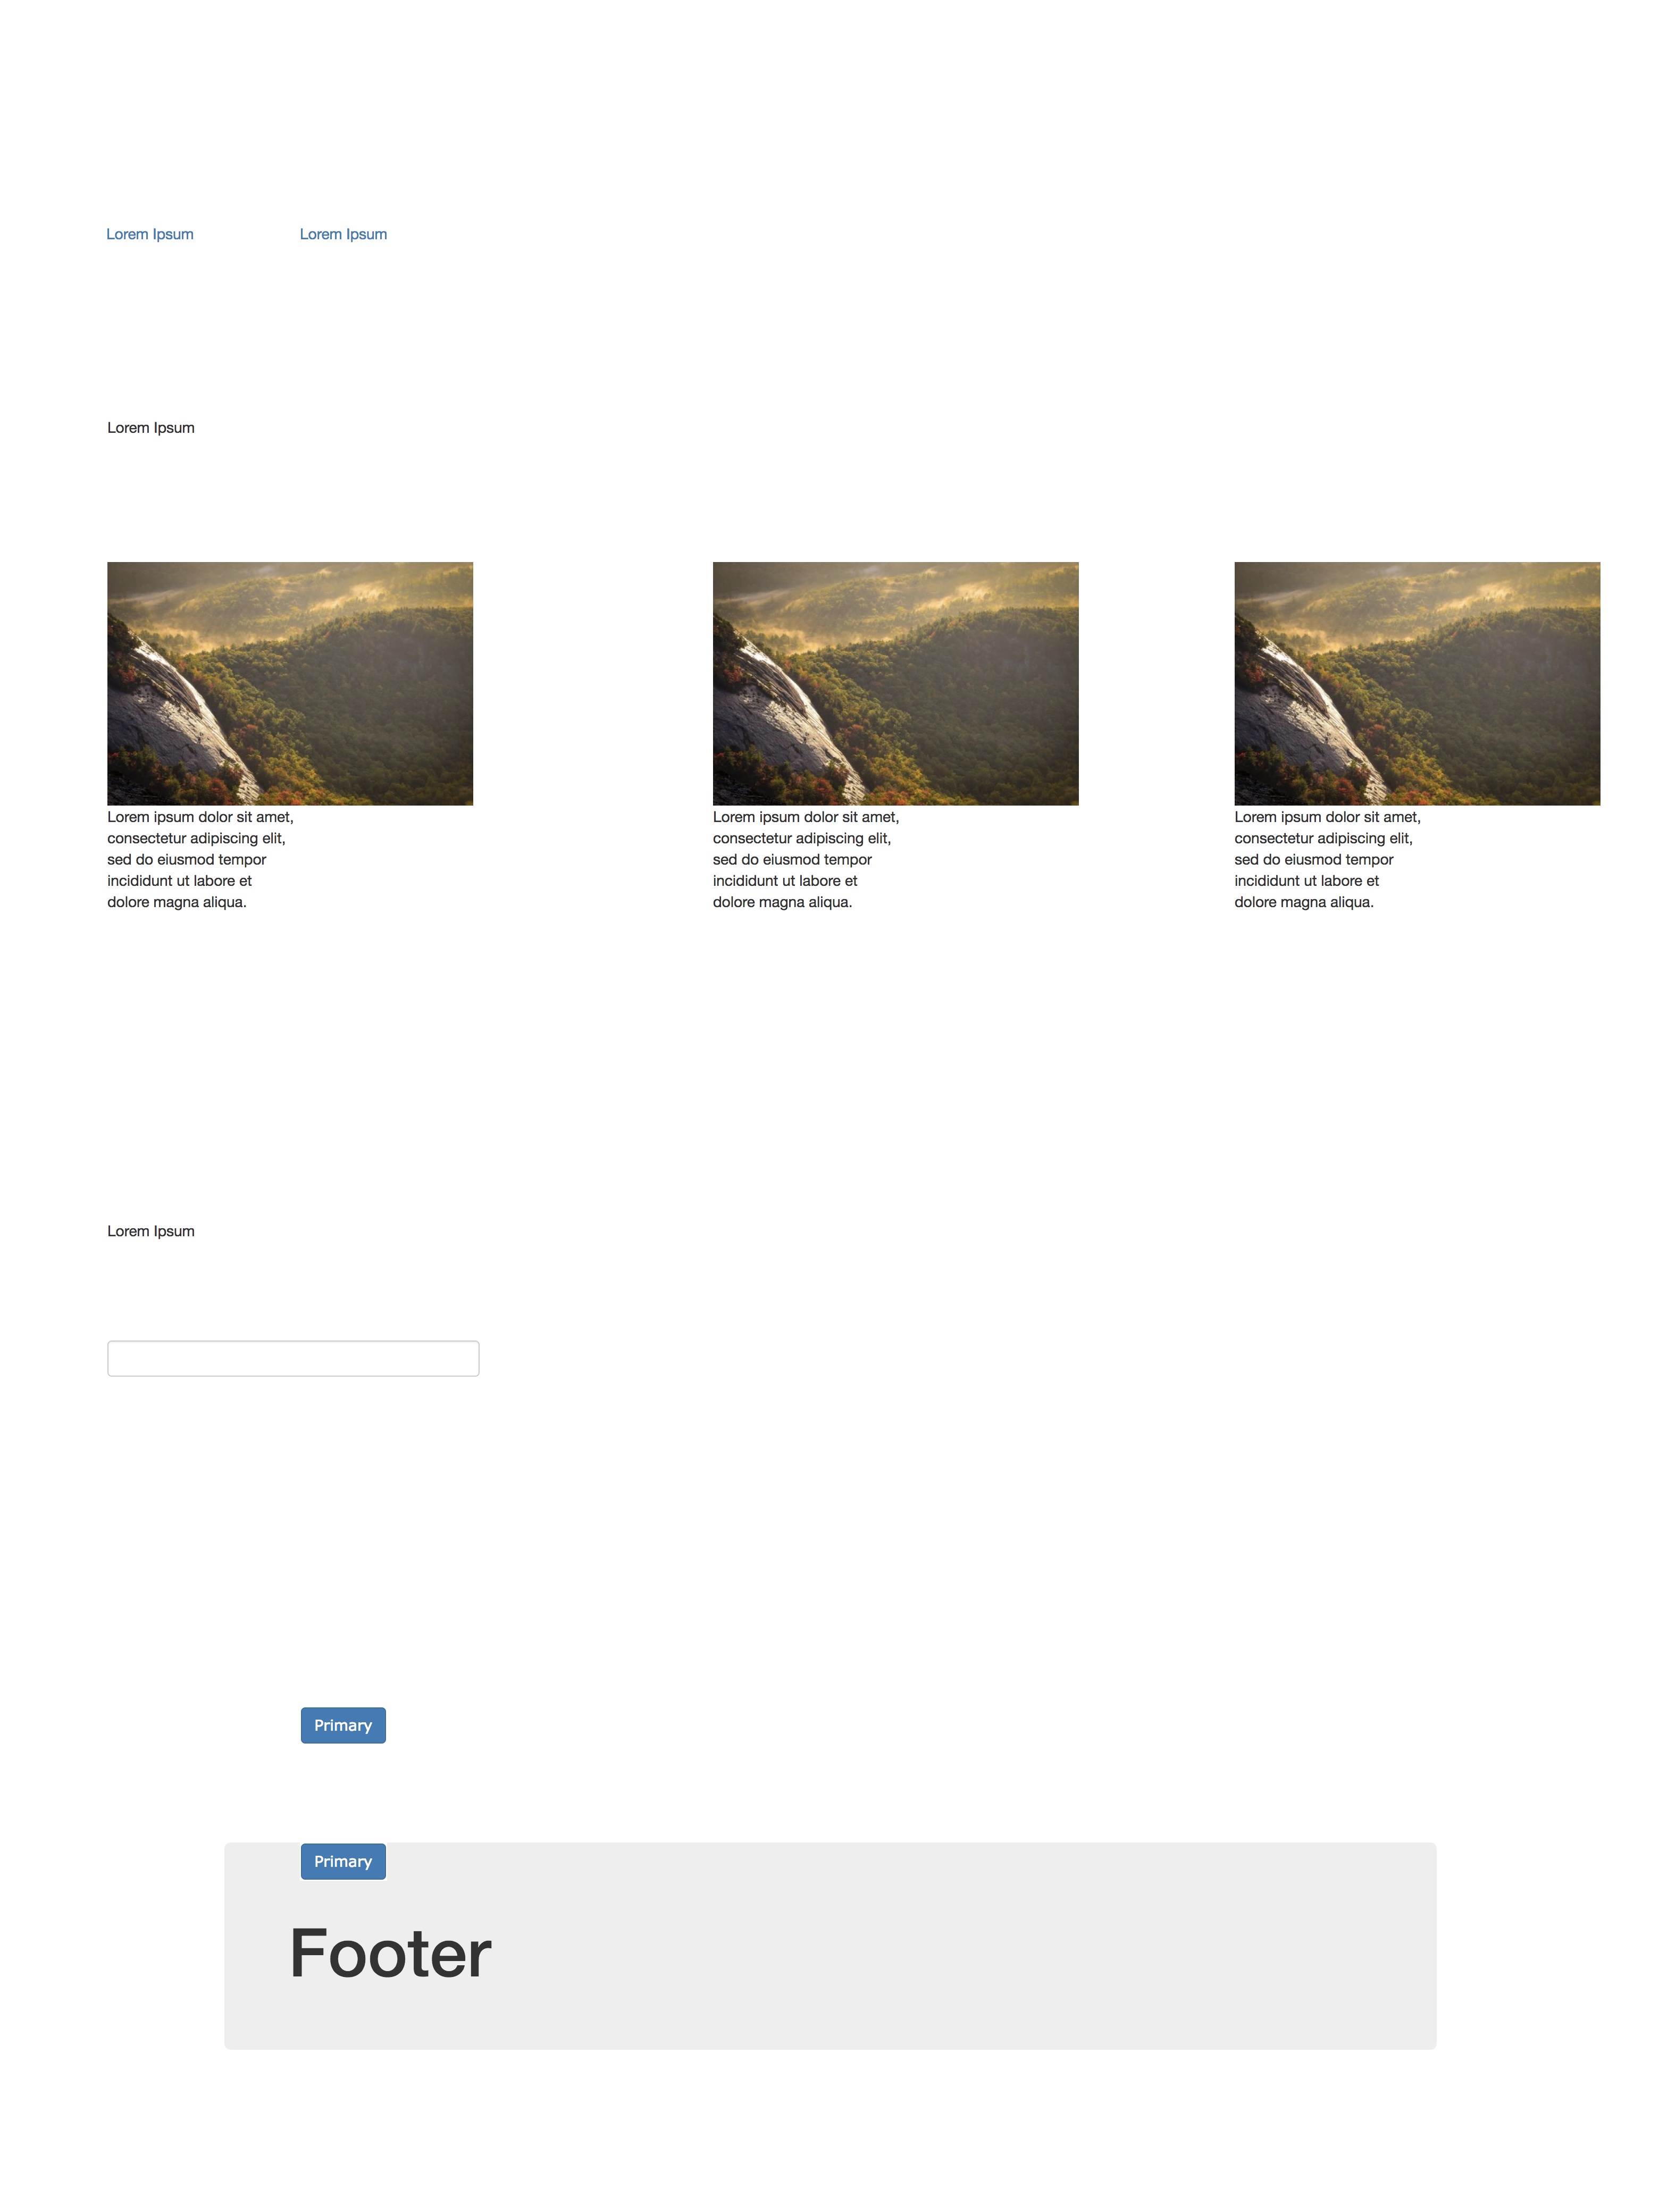 Lorem Ipsum
Lorem Ipsum
Lorem Ipsum
Lorem ipsum dolor sit amet,
consectetur adipiscing elit,
sed do eiusmod tempor
incididunt ut labore et
dolore magna aliqua.
Lorem ipsum dolor sit amet,
consectetur adipiscing elit,
sed do eiusmod tempor
incididunt ut labore et
dolore magna aliqua.
Lorem ipsum dolor sit amet,
consectetur adipiscing elit,
sed do eiusmod tempor
incididunt ut labore et
dolore magna aliqua.
Lorem Ipsum
Primary
Primary
Footer